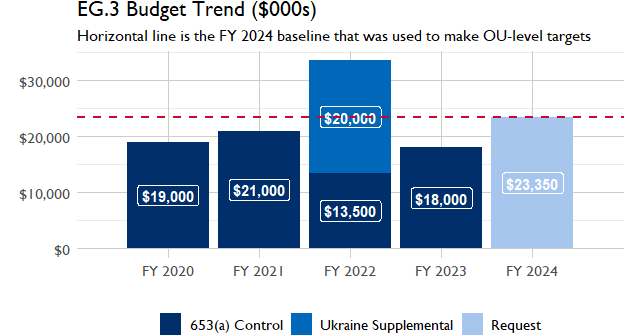 EG.3 Budget Trend ($000s)
Horizontal line is the FY 2024 baseline that was used to make OU-level targets
$30,000
$20,000
$10,000
$0
$19,000
$21,000
$20,000
$13,500
$18,000
$23,350
FY 2020 FY 2021 FY 2022 FY 2023 FY 2024
653(a) Control Ukraine Supplemental Request